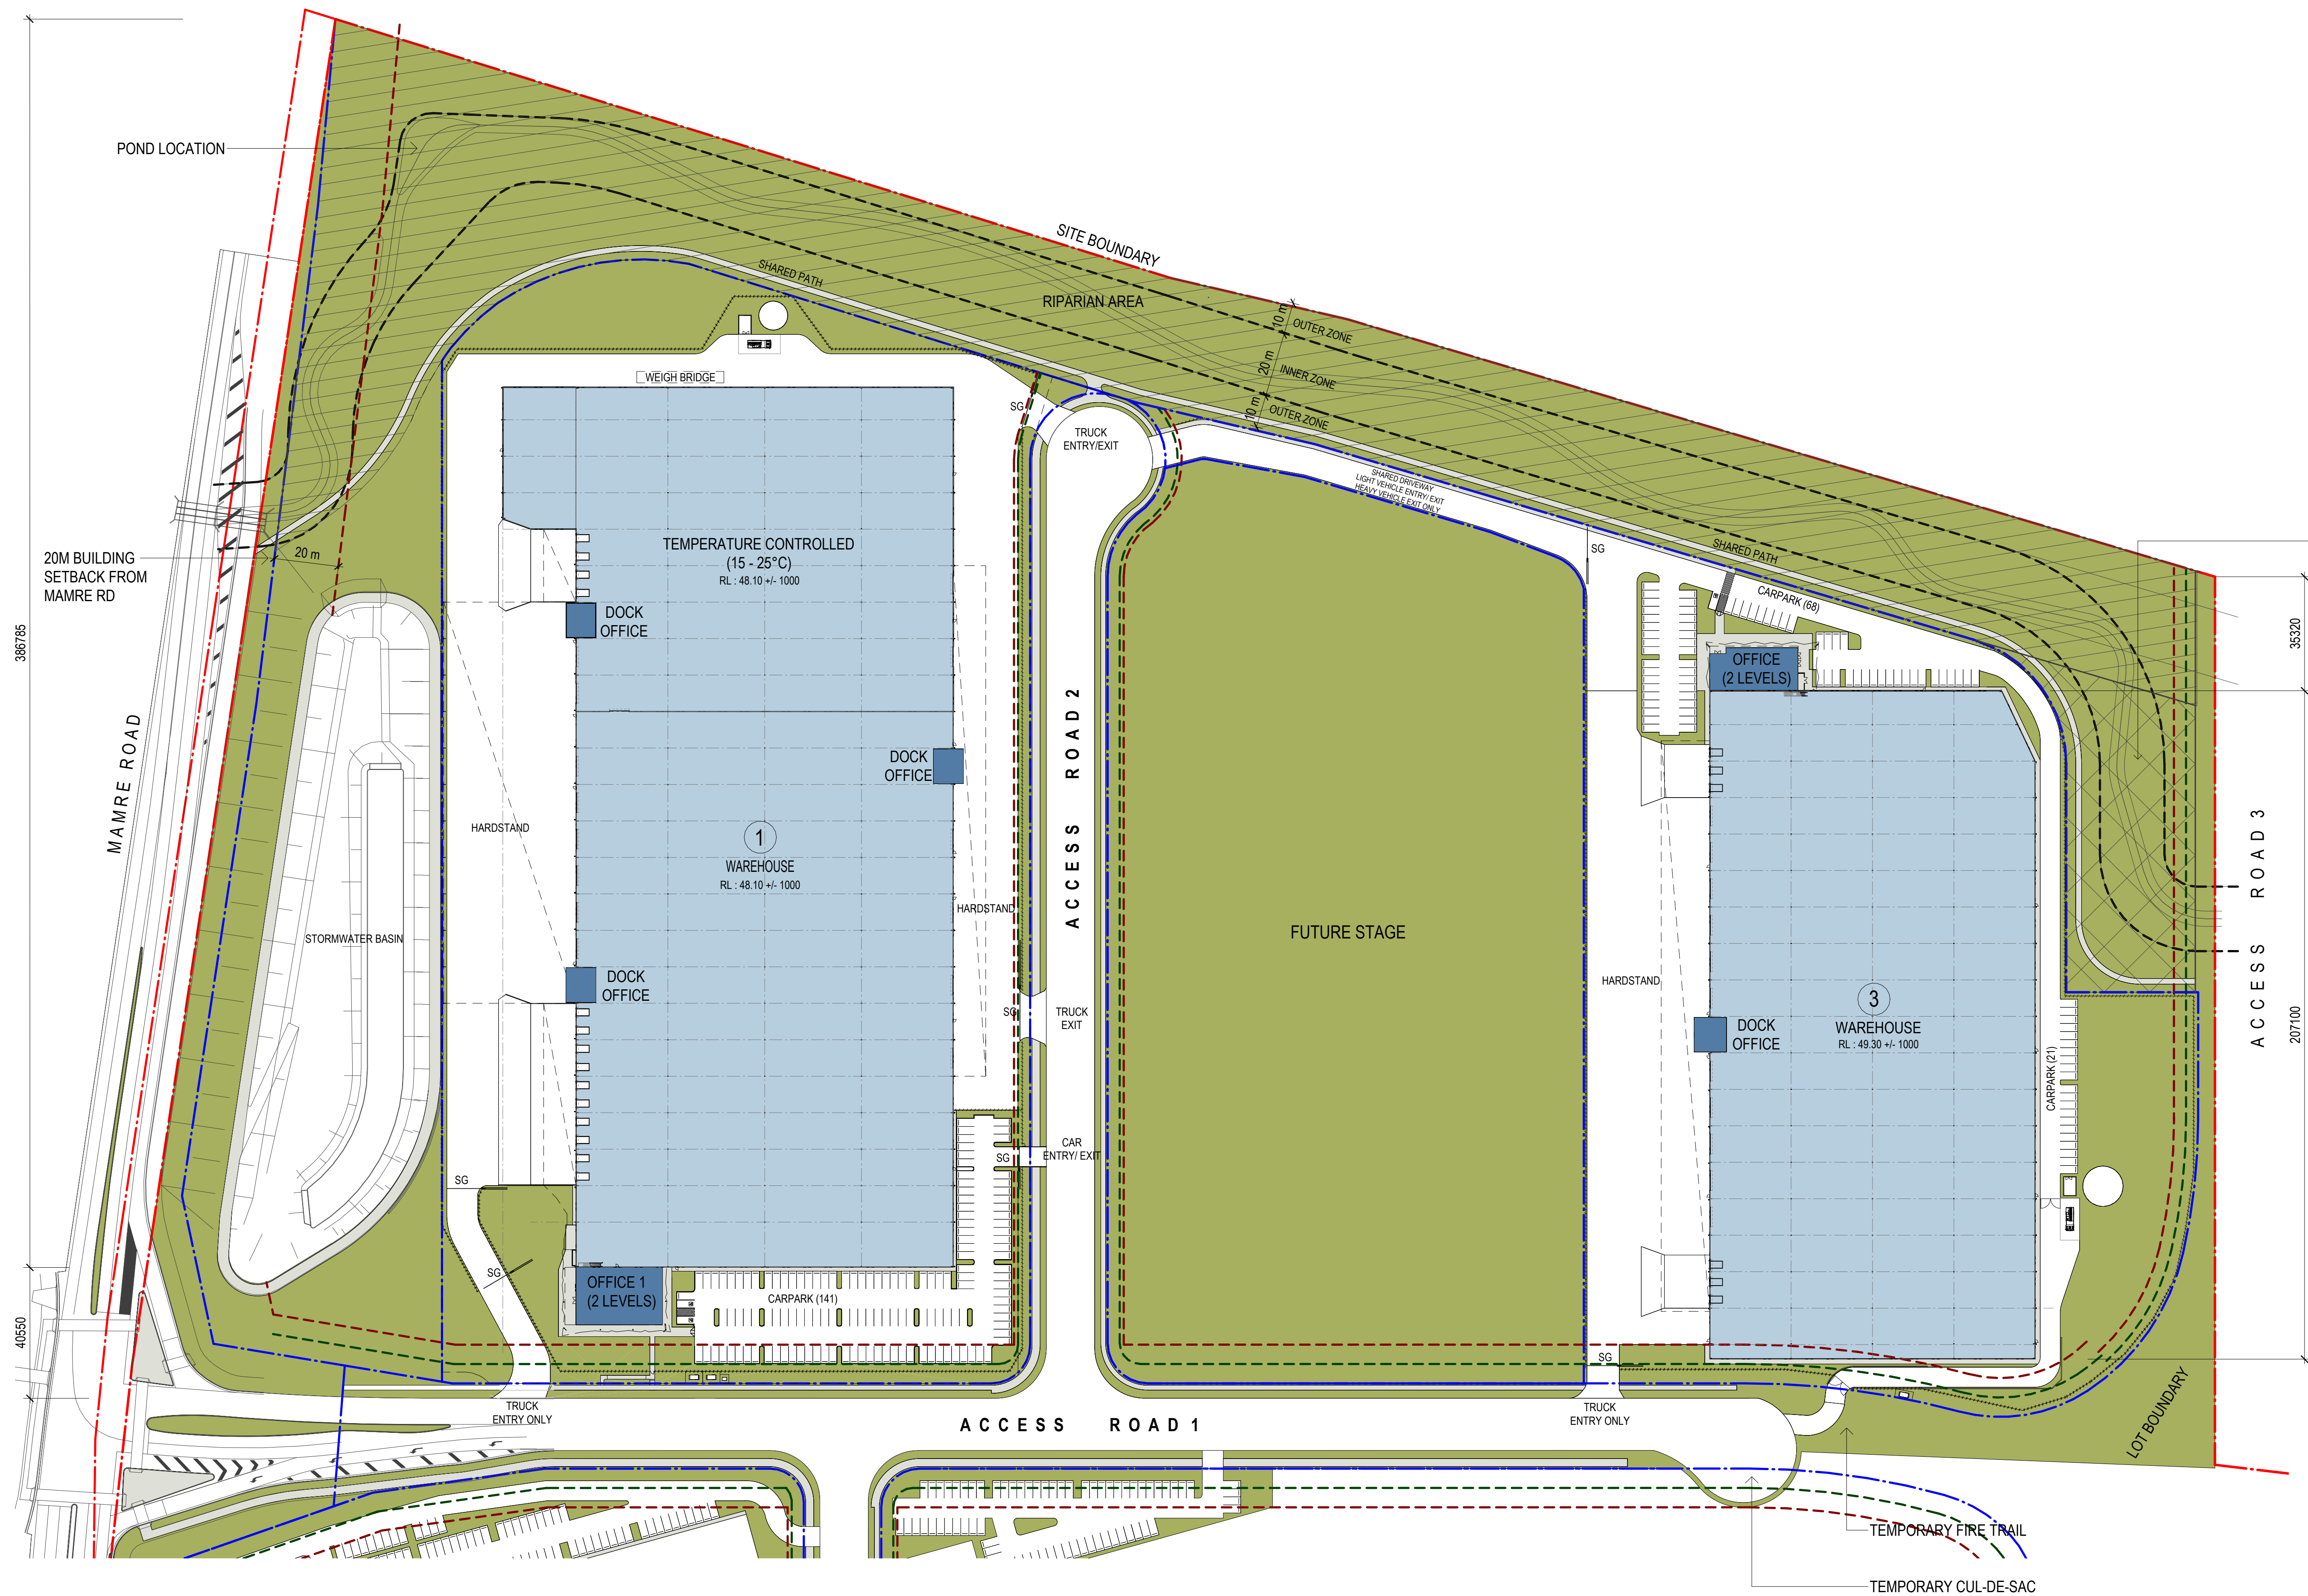 POND LOCATION
SITE BOUNDARY
SHARED PATH
RIPARIAN AREA
10 m
OUTER ZONE
20 m
INNER ZONE
10 m
OUTER ZONE
WEIGH BRIDGE
SG
TRUCK
ENTRY/EXIT
SHARED DRIVEWAY
LIGHT VEHICLE ENTRY/ EXIT
HEAVY VEHICLE EXIT ONLY
SG
SHARED PATH
20M BUILDING
SETBACK FROM
MAMRE RD
20 m
TEMPERATURE CONTROLLED
(15 - 25°C)
RL : 48.10 +/- 1000
DOCK
OFFICE
CARPARK (68)
OFFICE
(2 LEVELS)
386785
35320
MAMRE ROAD
ACCESS ROAD 2
DOCK
OFFICE
HARDSTAND
1
WAREHOUSE
RL : 48.10 +/- 1000
HARDSTAND
STORMWATER BASIN
FUTURE STAGE
ACCESS ROAD 3
DOCK
OFFICE
HARDSTAND
3
WAREHOUSE
RL : 49.30 +/- 1000
DOCK
OFFICE
SG
TRUCK
EXIT
207100
CARPARK (21)
CAR
ENTRY/ EXIT
SG
SG
SG
OFFICE 1
(2 LEVELS)
CARPARK (141)
40550
SG
TRUCK
ENTRY ONLY
ACCESS ROAD 1
TRUCK
ENTRY ONLY
LOT BOUNDARY
TEMPORARY FIRE TRAIL
TEMPORARY CUL-DE-SAC